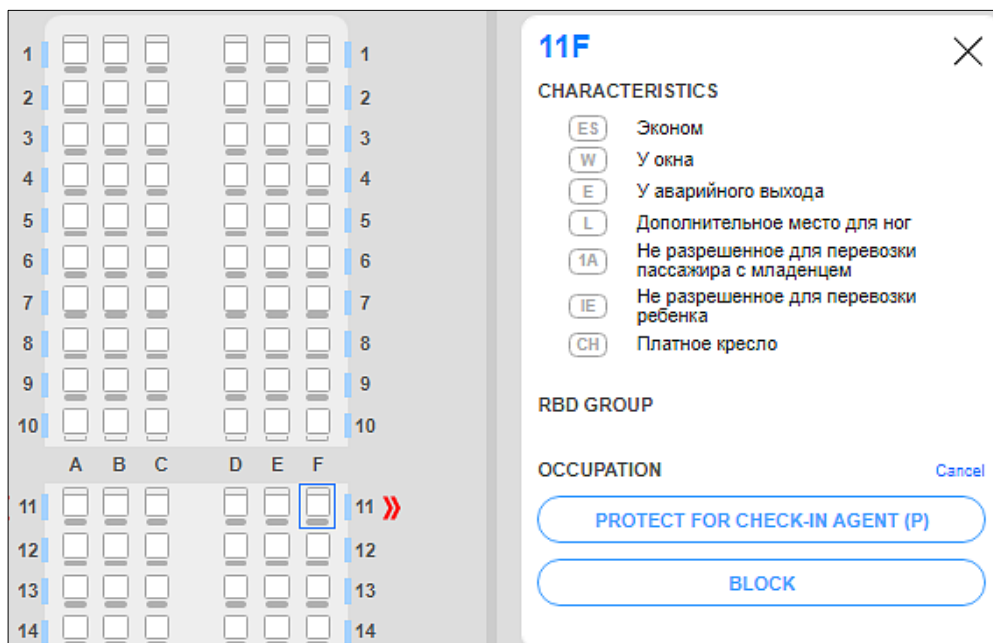 1 1
2 2
3 3
4 4
5 5
6 6
7 7
8 8
9 9
10 10
A B C D E F
11 11
12 12
13 13
14 14
11F
CHARACTERISTICS
ES Эконом
W У окна
E У аварийного выхода
L Дополнительное место для ног
1A Не разрешенное для перевозки
пассажира с младенцем
IE Не разрешенное для перевозки
ребенка
CH Платное кресло
RBD GROUP
OCCUPATION Cancel
PROTECT FOR CHECK-IN AGENT (P)
BLOCK